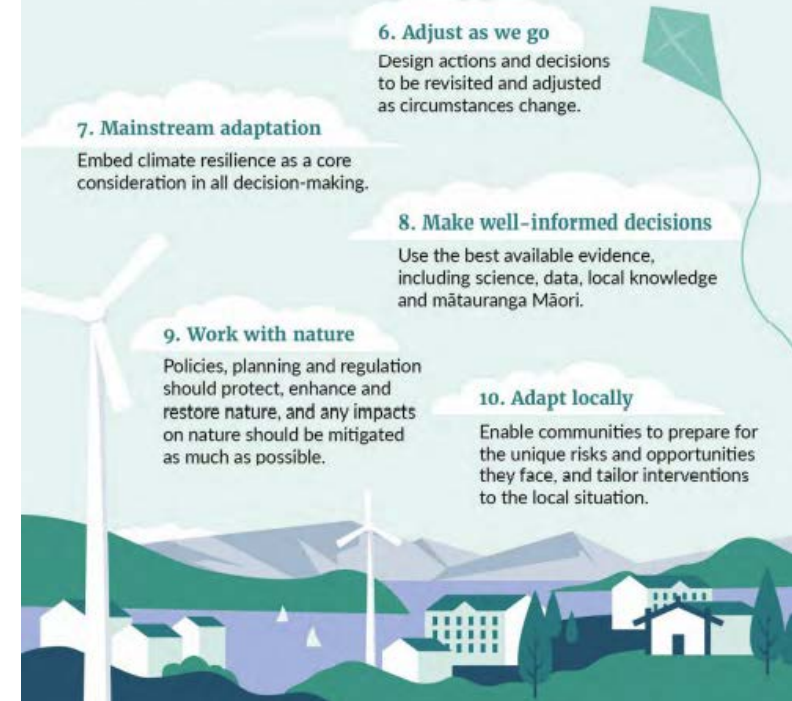 6. Adjust as we go
Design actions and decisions
to be revisited and adjusted
as circumstances change.
7. Mainstream adaptation
Embed climate resilience as a core
consideration in all decision-making.
8. Make well-informed decisions
Use the best available evidence,
including science, data, local knowledge
and mātauranga Māori.
9. Work with nature
Policies, planning and regulation
should protect, enhance and
restore nature, and any impacts
on nature should be mitigated
as much as possible.
10. Adapt locally
Enable communities to prepare for
the unique risks and opportunities
they face, and tailor interventions
to the local situation.